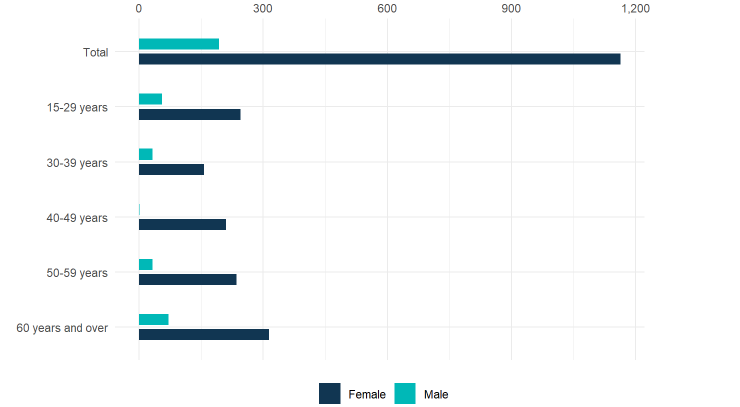 0 300 600 900 1,200
Total
15-29 years
30-39 years
40-49 years
50-59 years
60 years and over
Female Male